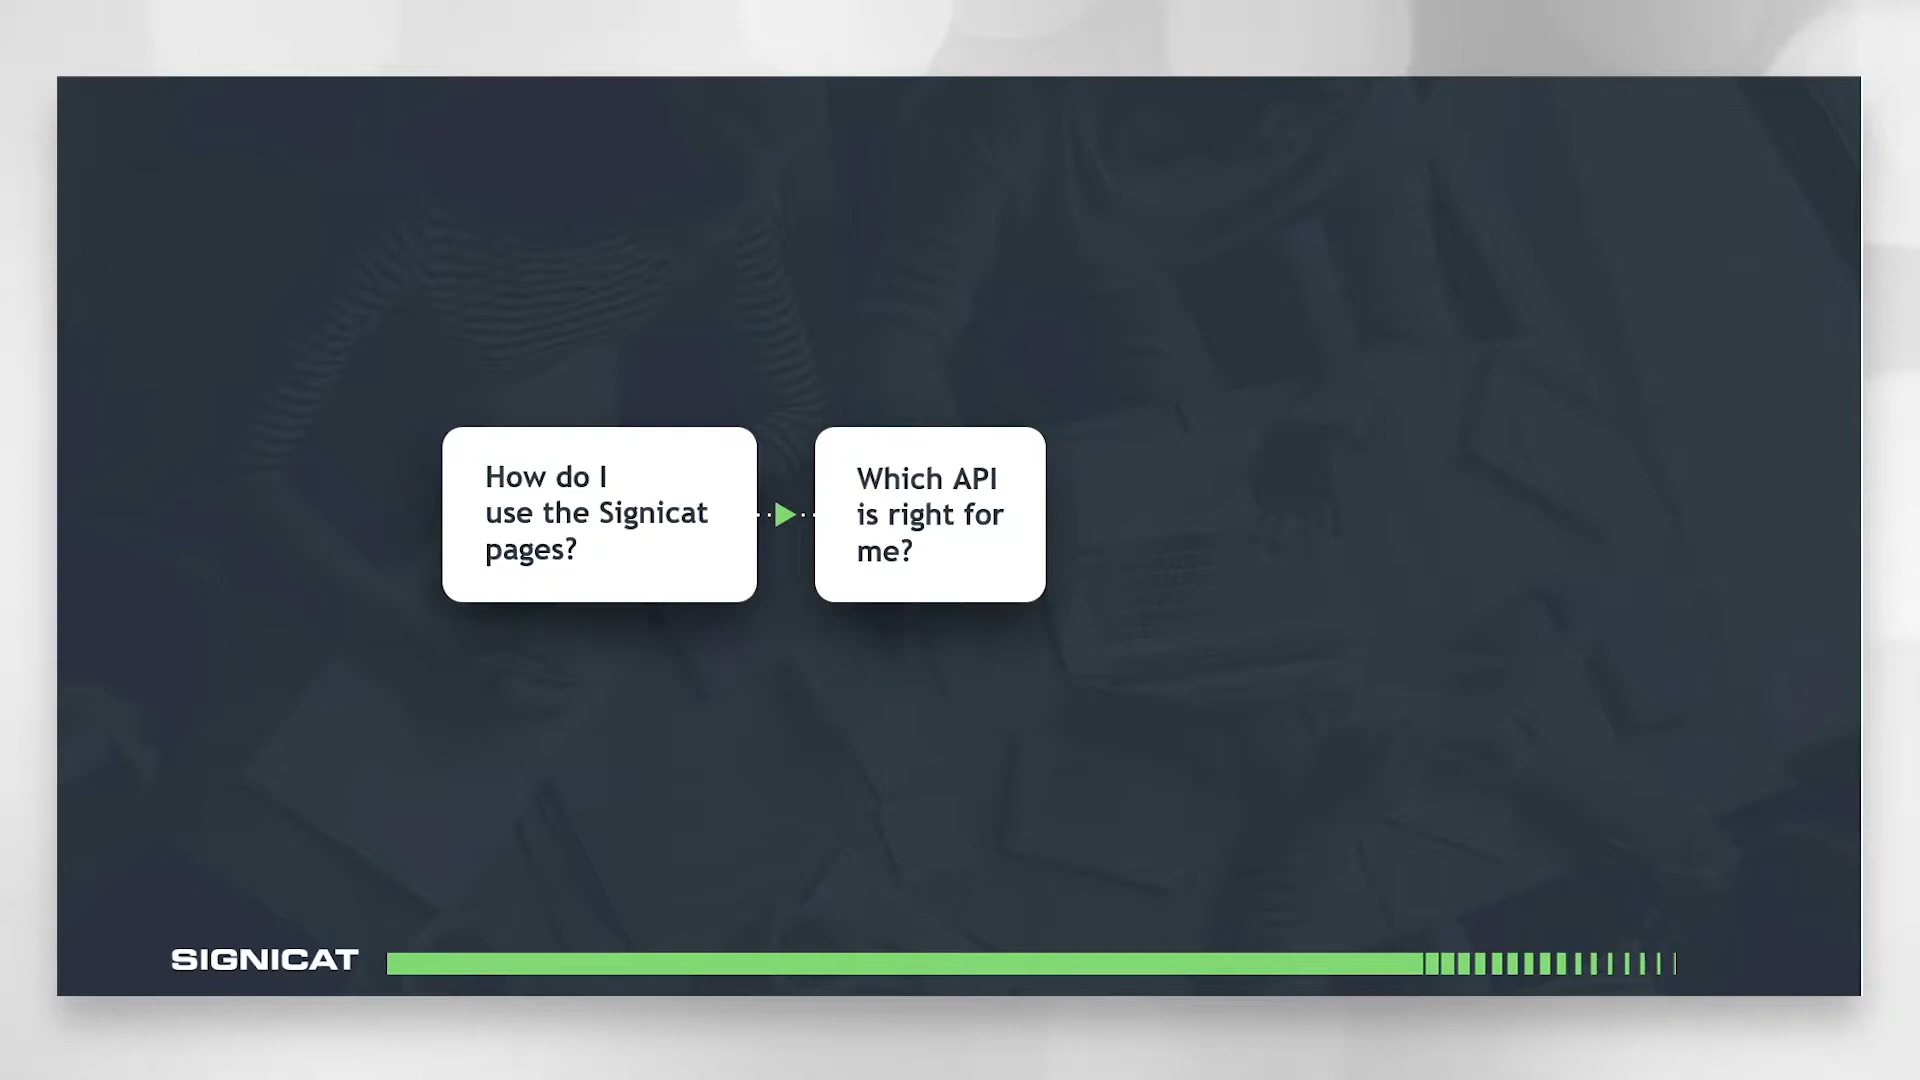 How do I
use the Signicat
pages?
Which API
is right for
me?
SIGNICAT